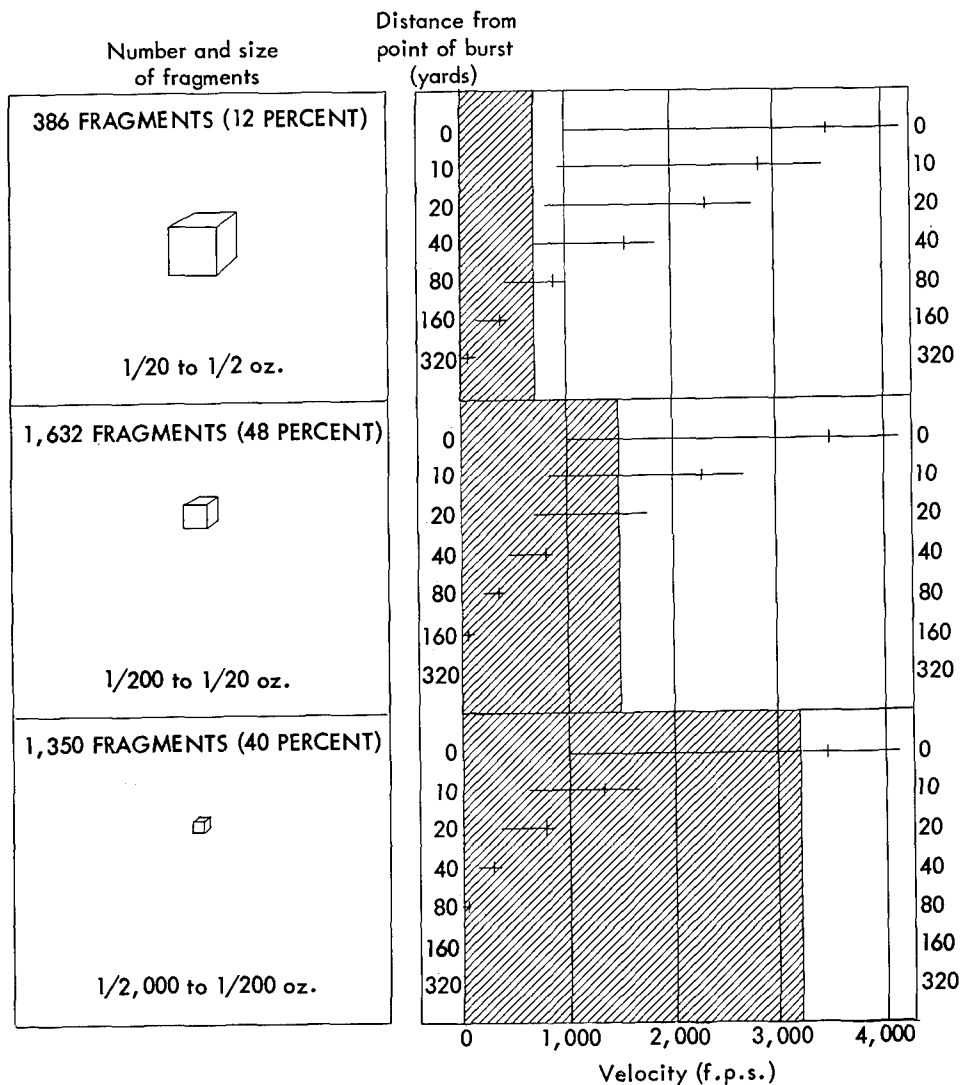 Number and size
of fragments
Distance from
point of burst
(yards)
386 FRAGMENTS (12 PERCENT)
1/20 to 1/2 oz.
0 0
10 10
20 20
40 40
80 80
160 160
320 320
1,632 FRAGMENTS (48 PERCENT)
1/200 to 1/20 oz.
0 0
10 10
20 20
40 40
80 80
160 160
320 320
1,350 FRAGMENTS (40 PERCENT)
1/2,000 to 1/200 oz.
0 0
10 10
20 20
40 40
80 80
160 160
320 320
0 1,000 2,000 3,000 4,000
Velocity (f.p.s.)